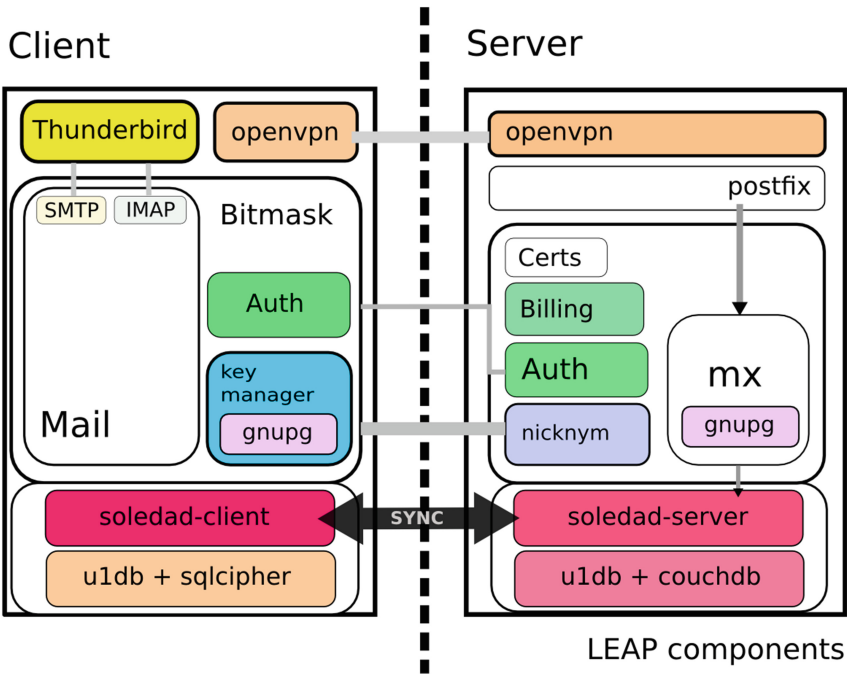 Client
Thunderbird
openvpn
SMTP
IMAP
Bitmask
Auth
key
manager
gnupg
Mail
soledad-client
u1db + sqlcipher
SYNC
Server
openvpn
postfix
Certs
Billing
Auth
nicknym
mx
gnupg
soledad-server
u1db + couchdb
LEAP components